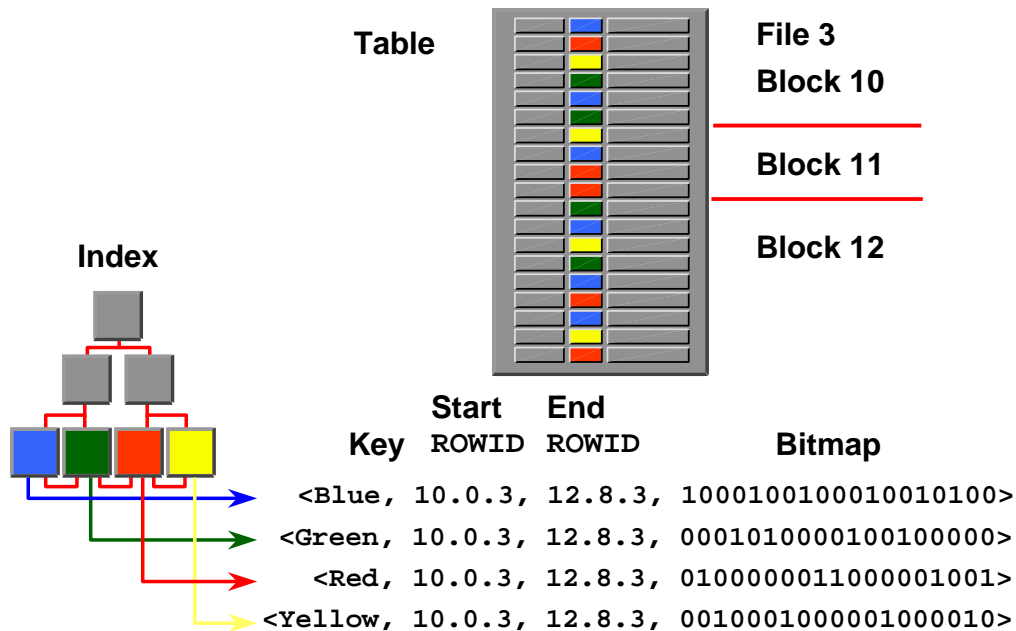 Table
File 3
Block 10
Block 11
Block 12
Index
Start End
Key ROWID ROWID Bitmap
<Blue, 10.0.3, 12.8.3, 1000100100010010100>
<Green, 10.0.3, 12.8.3, 0001010000100100000>
<Red, 10.0.3, 12.8.3, 0100000011000001001>
<Yellow, 10.0.3, 12.8.3, 0010001000001000010>